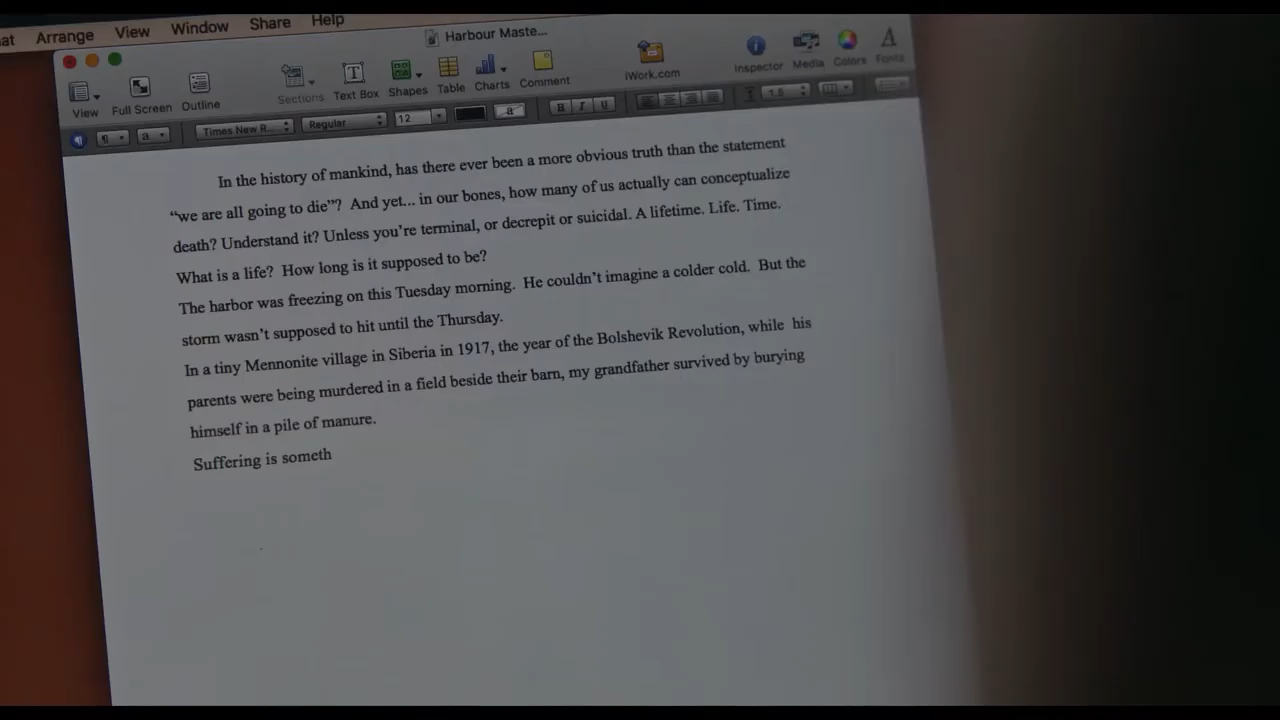 at Arrange View Window Share Help
Harbour Maste...
View Full Screen Outline Sections Text Box Shapes Table Charts Comment iWork.com Inspector Media Colors Fonts
Times New R... Regular 12 a B I U 1.5
In the history of mankind, has there ever been a more obvious truth than the statement
“we are all going to die”?  And yet... in our bones, how many of us actually can conceptualize
death? Understand it? Unless you’re terminal, or decrepit or suicidal. A lifetime. Life. Time.
What is a life?  How long is it supposed to be?
The harbor was freezing on this Tuesday morning.  He couldn’t imagine a colder cold.  But the
storm wasn’t supposed to hit until the Thursday.
In a tiny Mennonite village in Siberia in 1917, the year of the Bolshevik Revolution, while  his
parents were being murdered in a field beside their barn, my grandfather survived by burying
himself in a pile of manure.
Suffering is someth